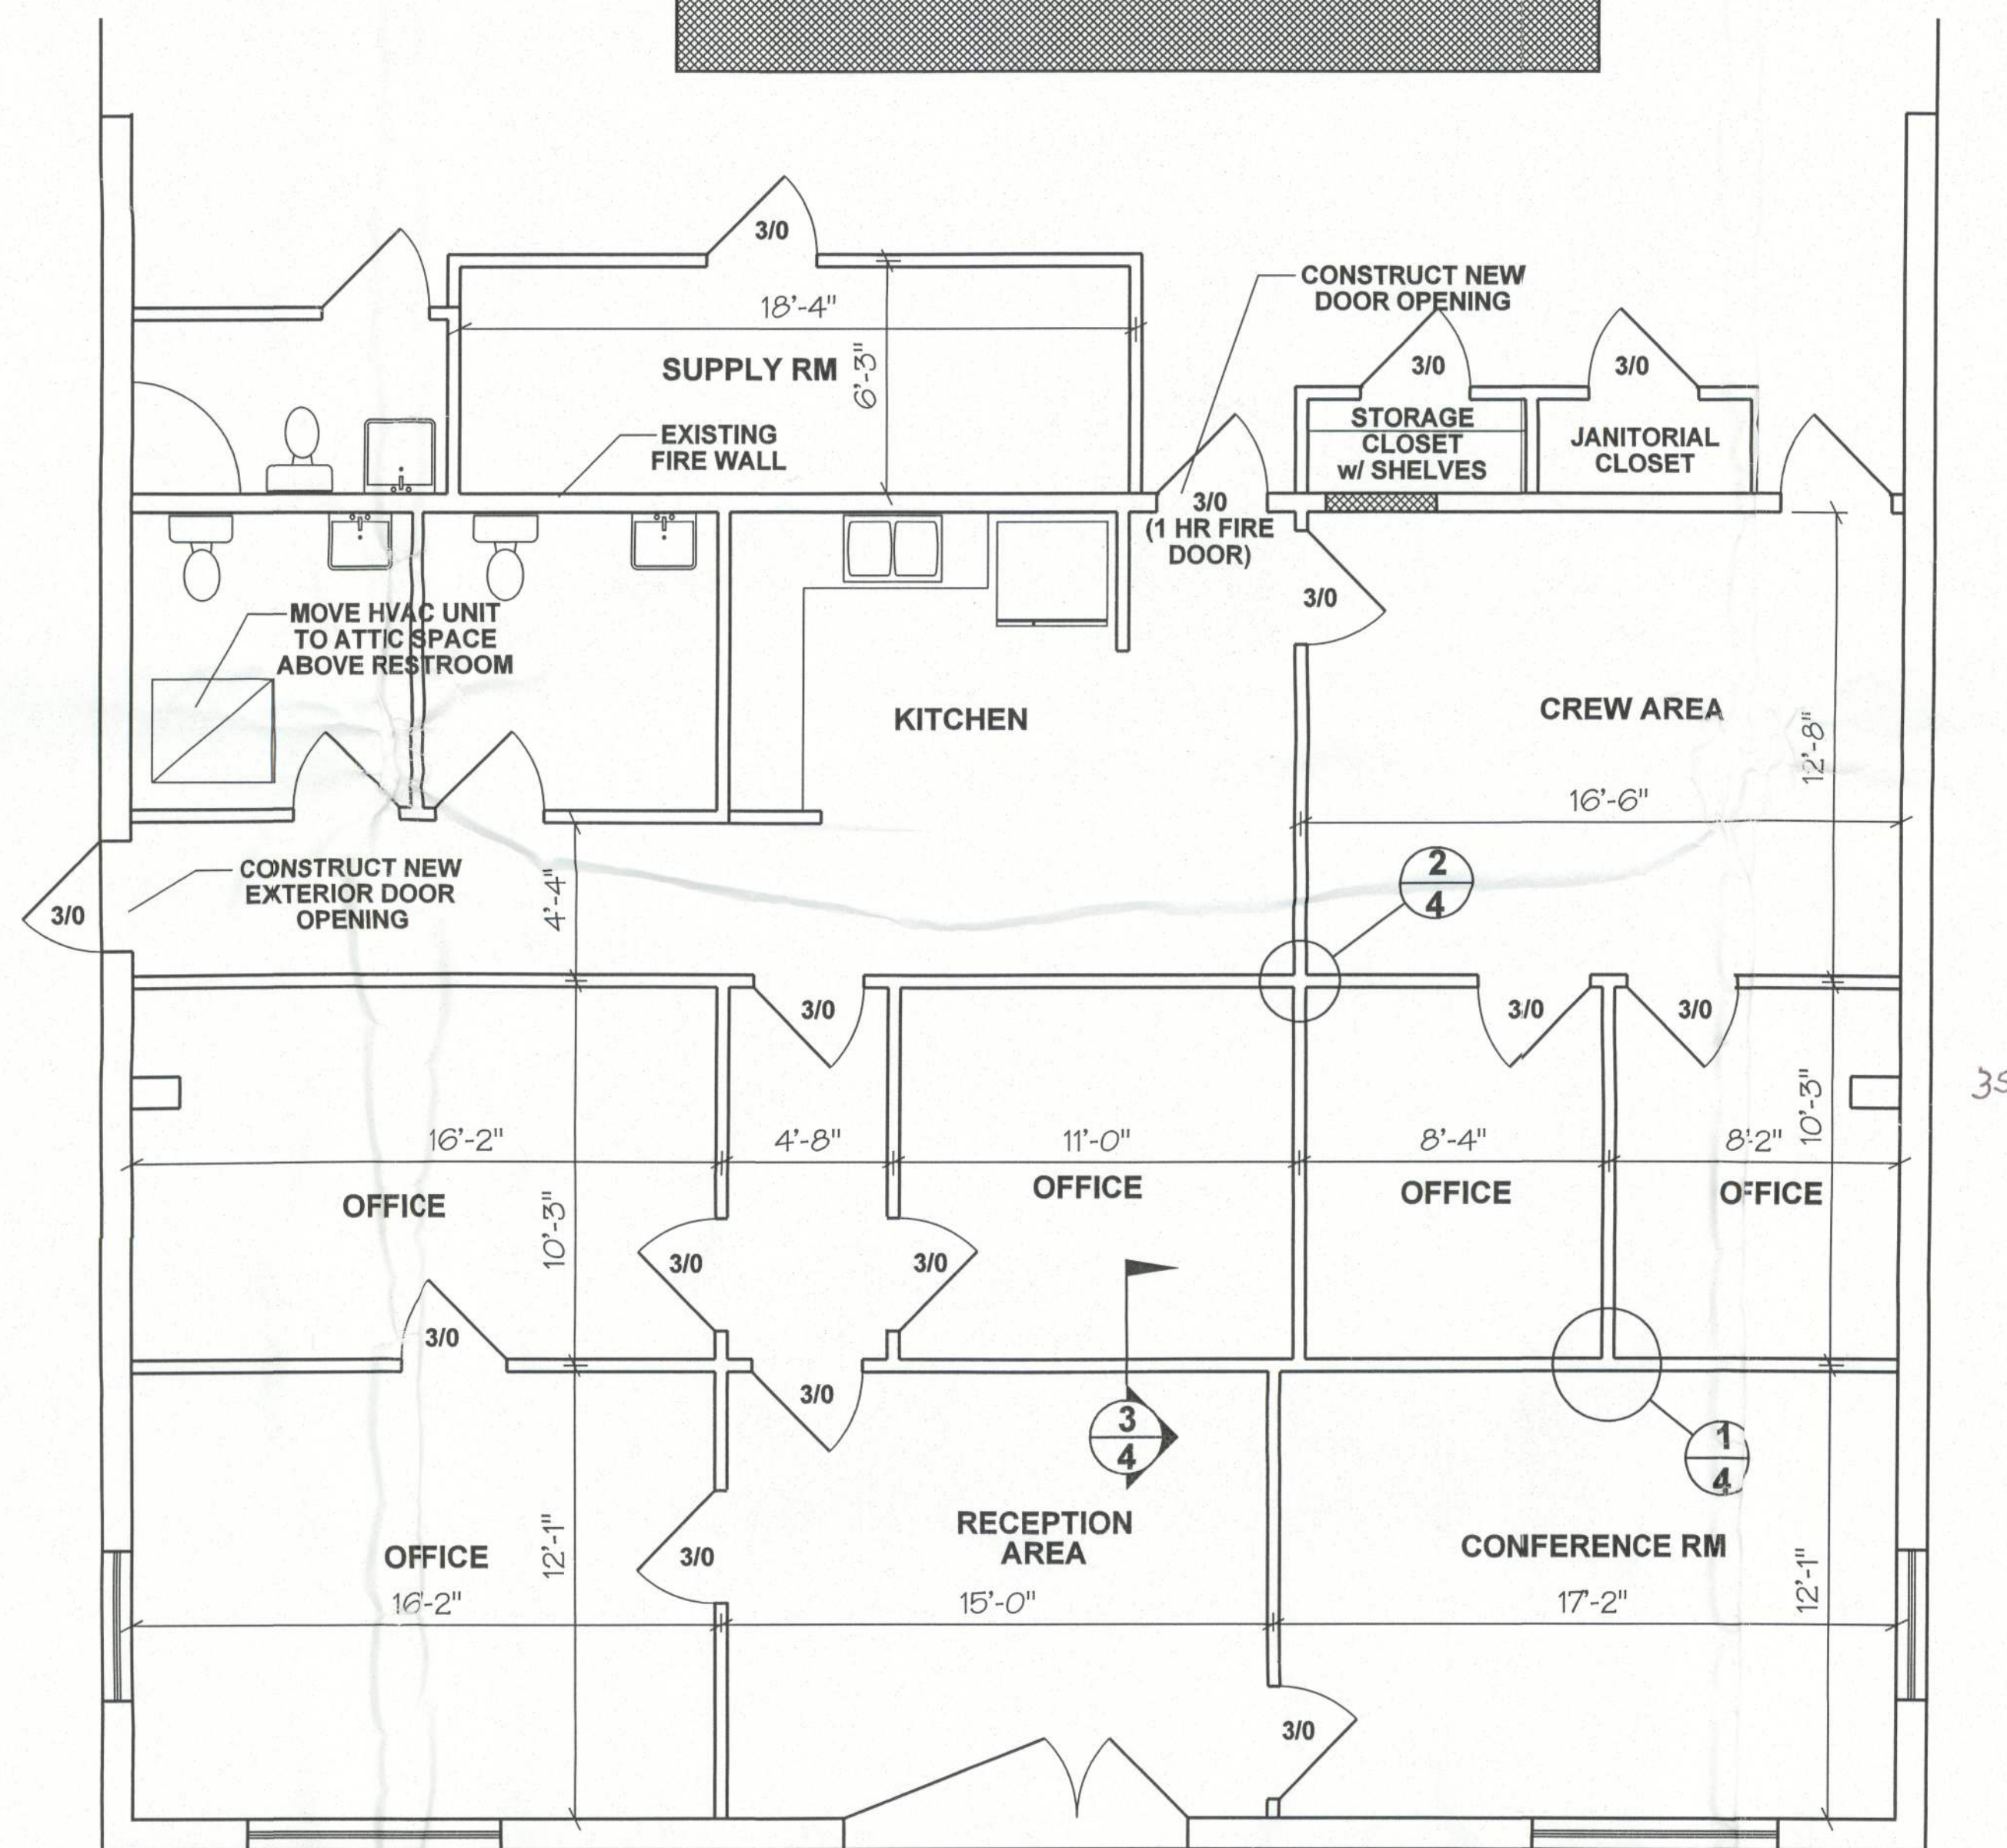 3/0
18'-4"
SUPPLY RM
6'-3"
EXISTING
FIRE WALL
CONSTRUCT NEW
DOOR OPENING
3/0
3/0
STORAGE
CLOSET
w/ SHELVES
JANITORIAL
CLOSET
3/0
(1 HR FIRE
DOOR)
3/0
MOVE HVAC UNIT
TO ATTIC SPACE
ABOVE RESTROOM
KITCHEN
CREW AREA
12'-8"
16'-6"
CONSTRUCT NEW
EXTERIOR DOOR
OPENING
3/0
4'-4"
2
4
3/0
3/0
3/0
16'-2"
4'-8"
11'-0"
8'-4"
8'-2"
10'-3"
35
OFFICE
OFFICE
OFFICE
OFFICE
10'-3"
3/0
3/0
3/0
3/0
3
4
1
4
OFFICE
16'-2"
12'-1"
3/0
RECEPTION
AREA
15'-0"
CONFERENCE RM
17'-2"
12'-1"
3/0